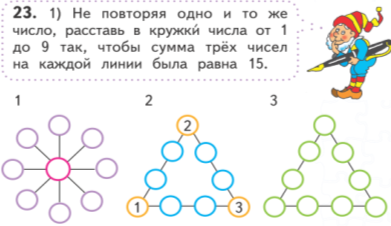 23. 1) Не повторяя одно и то же
число, расставь в кружкй числа от 1
до 9 так, чтобы сумма трёх чисел
на каждой линии была равна 15.
1 2 3
2
1 3